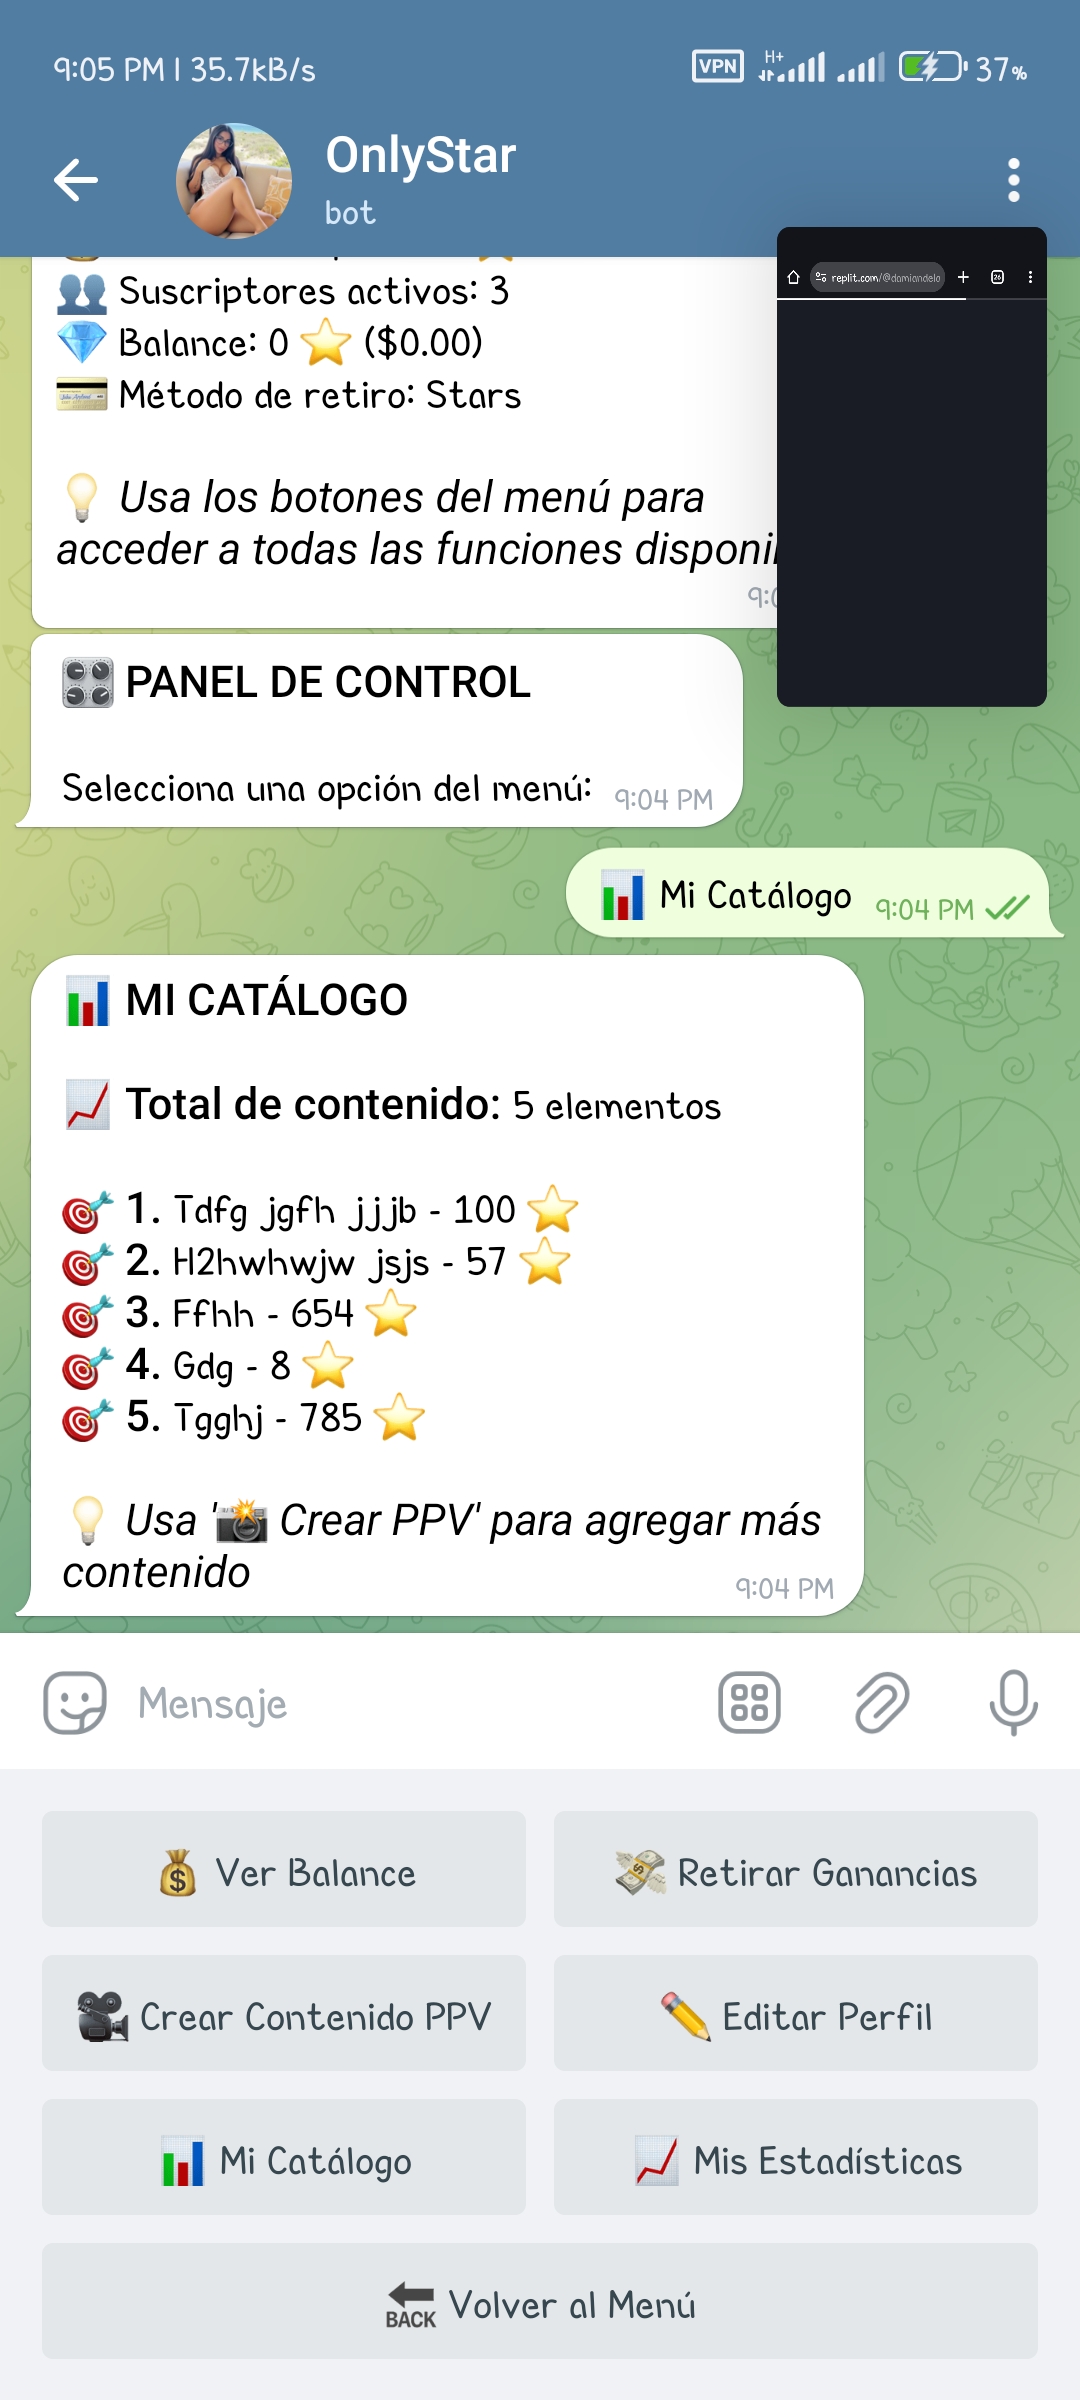 9:05 PM | 35.7kB/s
VPN
H+
37%
OnlyStar
bot
replit.com/@damiandelo
26
Suscriptores activos: 3
Balance: 0 ⭐ ($0.00)
Método de retiro: Stars
Usa los botones del menú para
acceder a todas las funciones
PANEL DE CONTROL
Selecciona una opción del menú: 9:04 PM
Mi Catálogo 9:04 PM
MI CATÁLOGO
Total de contenido: 5 elementos
1. Tdfg jgfh jjjb - 100 ⭐
2. H2hwhwjw jsjs - 57 ⭐
3. Ffhh - 654 ⭐
4. Gdg - 8 ⭐
5. Tgghj - 785 ⭐
Usa '📸 Crear PPV' para agregar más
contenido
9:04 PM
Mensaje
Ver Balance
Retirar Ganancias
Crear Contenido PPV
Editar Perfil
Mi Catálogo
Mis Estadísticas
BACK Volver al Menú